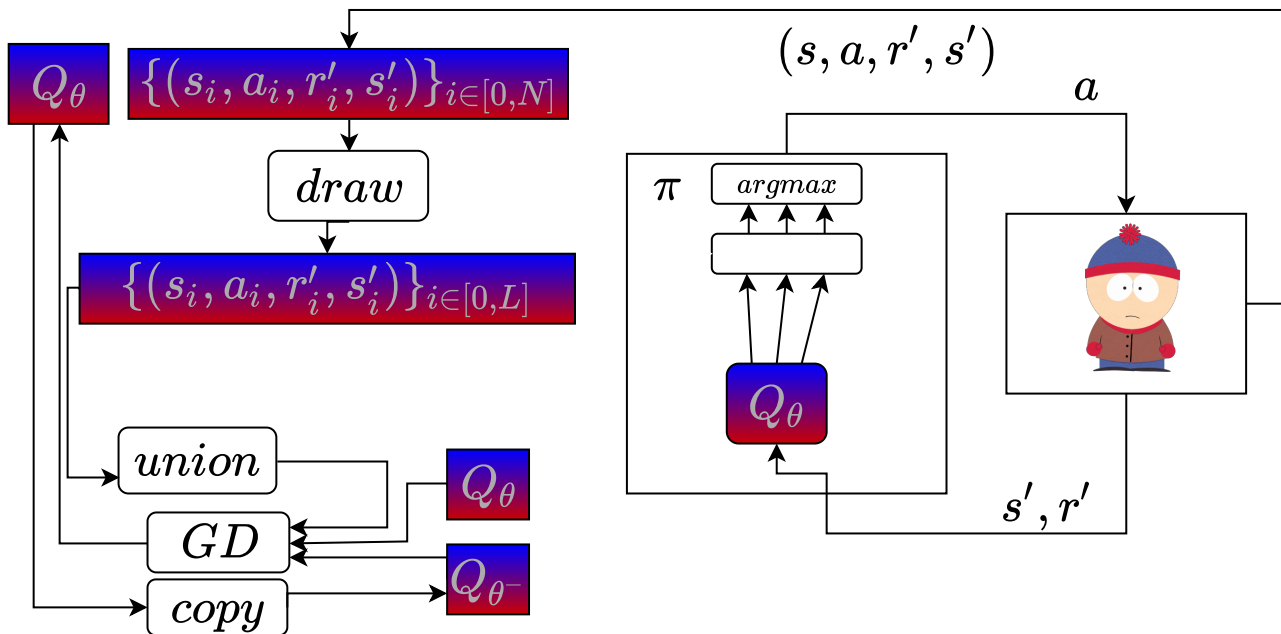 (s, a, r′, s′)
Q_θ
{(s_i, a_i, r′_i, s′_i)}_{i∈[0,N]}
a
draw
π
argmax
{(s_i, a_i, r′_i, s′_i)}_{i∈[0,L]}
Q_θ
union
Q_θ
s′, r′
GD
Q_{θ⁻}
copy